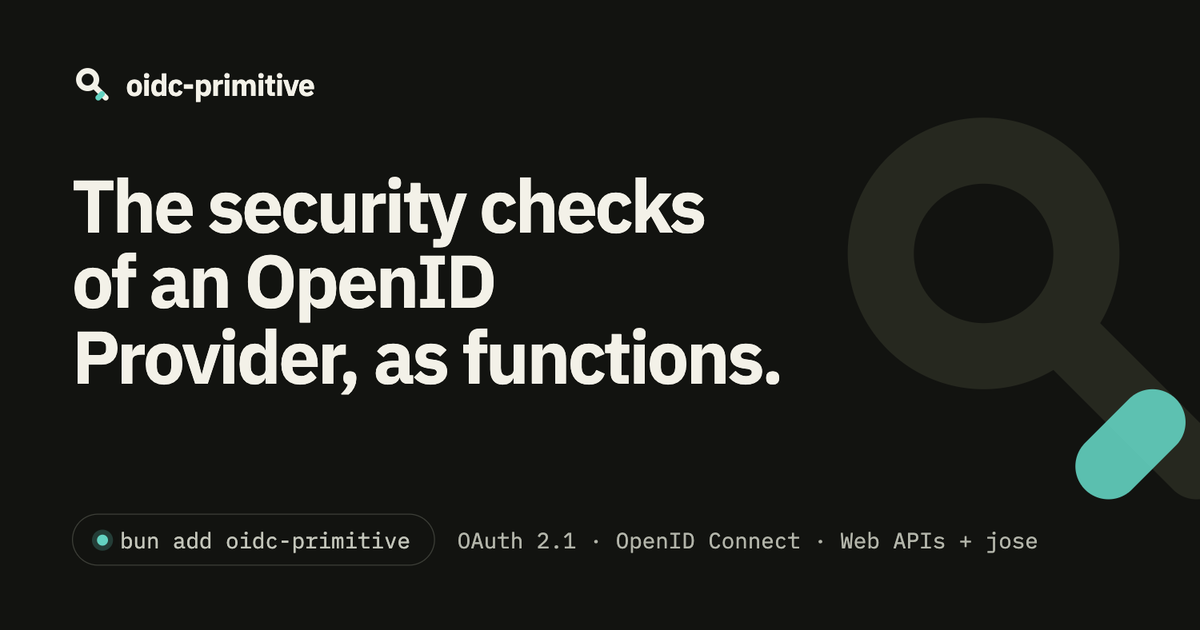 oidc-primitive
The security checks
of an OpenID
Provider, as functions.
bun add oidc-primitive
OAuth 2.1 · OpenID Connect · Web APIs + jose